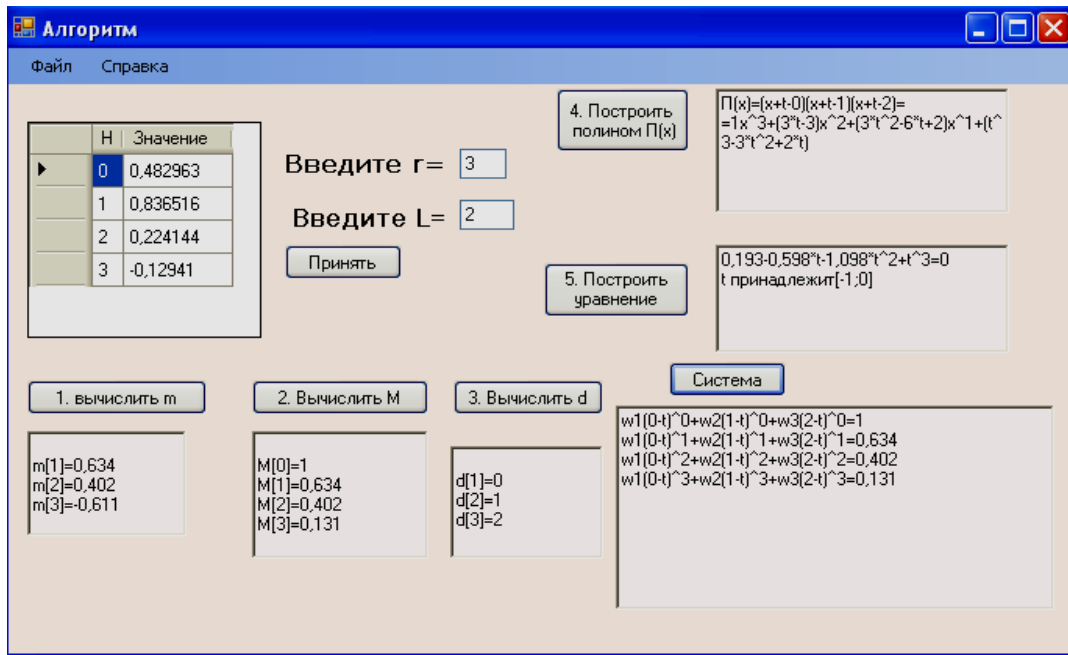 Алгоритм
Файл Справка
Н Значение
0 0,482963
1 0,836516
2 0,224144
3 -0,12941
Введите r= 3
Введите L= 2
Принять
4. Построить
полином П(x)
П(x)=(x+t-0)(x+t-1)(x+t-2)=
=1x^3+(3*t-3)x^2+(3*t^2-6*t+2)x^1+(t^
3-3*t^2+2*t)
5. Построить
уравнение
0,193-0,598*t-1,098*t^2+t^3=0
t принадлежит[-1;0]
1. вычислить m
m[1]=0,634
m[2]=0,402
m[3]=-0,611
2. Вычислить M
M[0]=1
M[1]=0,634
M[2]=0,402
M[3]=0,131
3. Вычислить d
d[1]=0
d[2]=1
d[3]=2
Система
w1(0-t)^0+w2(1-t)^0+w3(2-t)^0=1
w1(0-t)^1+w2(1-t)^1+w3(2-t)^1=0,634
w1(0-t)^2+w2(1-t)^2+w3(2-t)^2=0,402
w1(0-t)^3+w2(1-t)^3+w3(2-t)^3=0,131